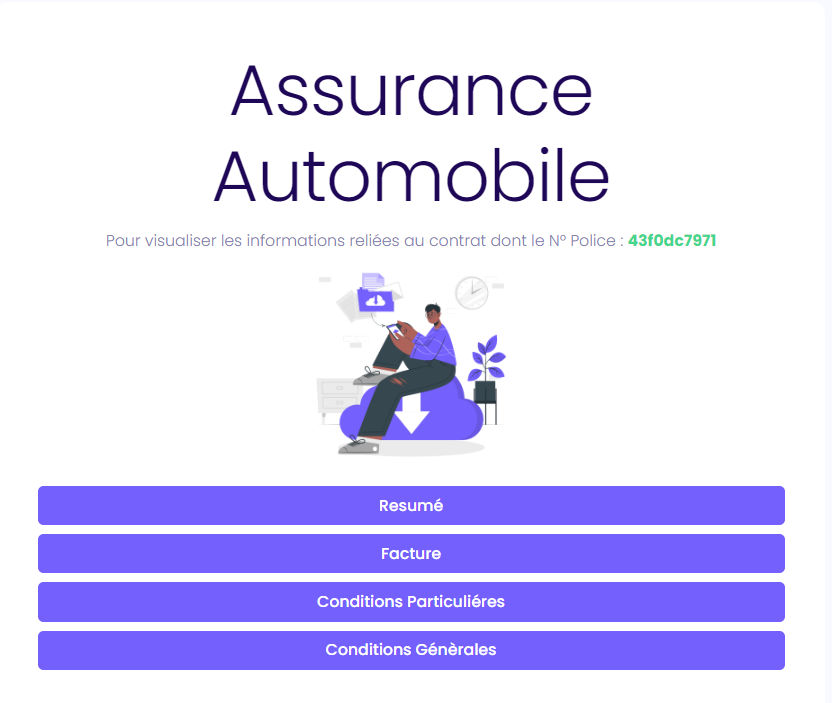 Assurance
Automobile
Pour visualiser les informations reliées au contrat dont le N° Police : 43f0dc7971
Resumé
Facture
Conditions Particuliéres
Conditions Génèrales